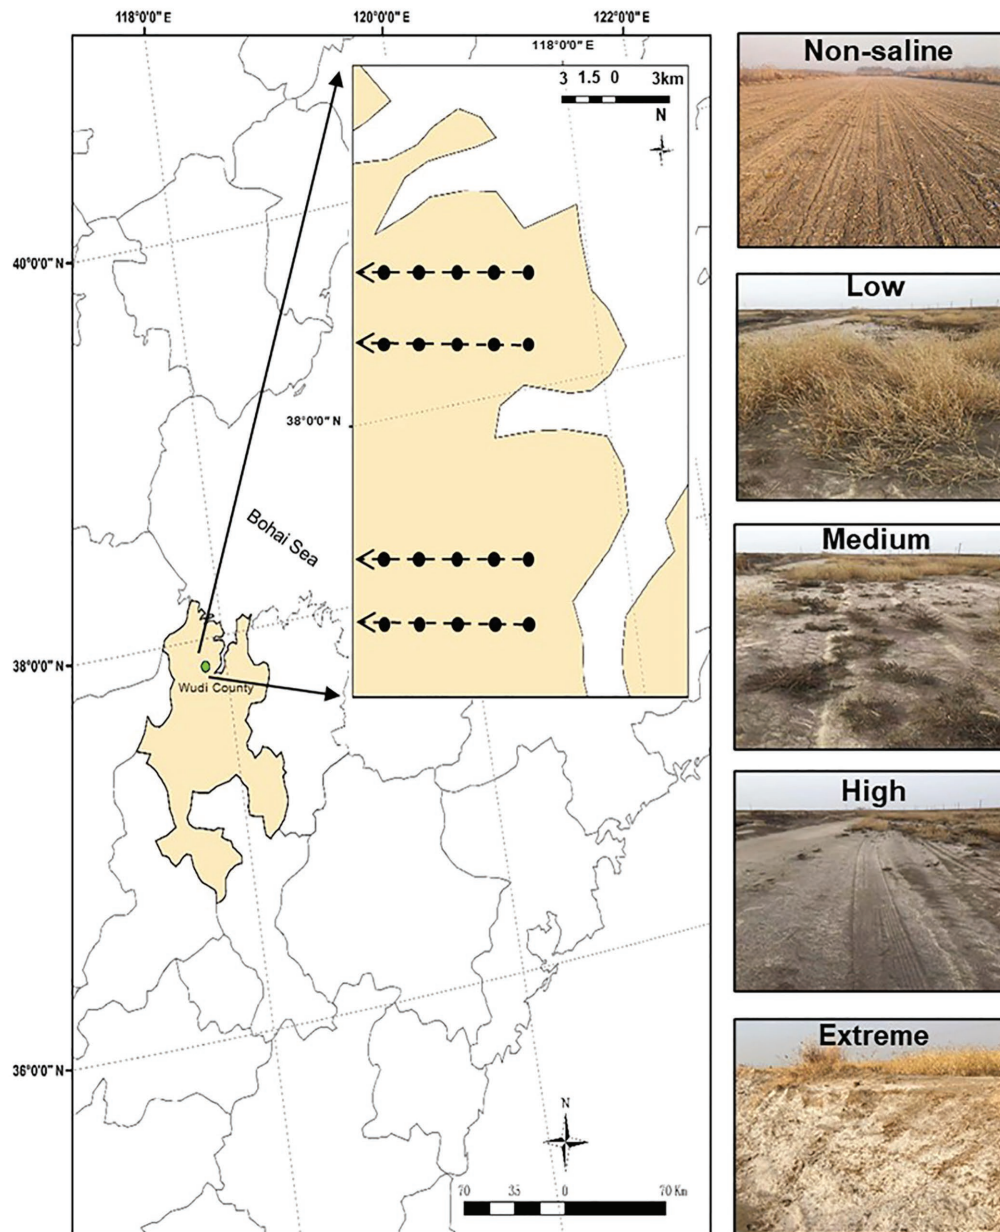 118°0'0"E
120°0'0"E
122°0'0"E
118°0'0"E
3 1.5 0 3km
N
40°0'0"N
38°0'0"N
Bohai Sea
38°0'0"N
Wudi County
36°0'0"N
N
70 35 0 70 Km
Non-saline
Low
Medium
High
Extreme